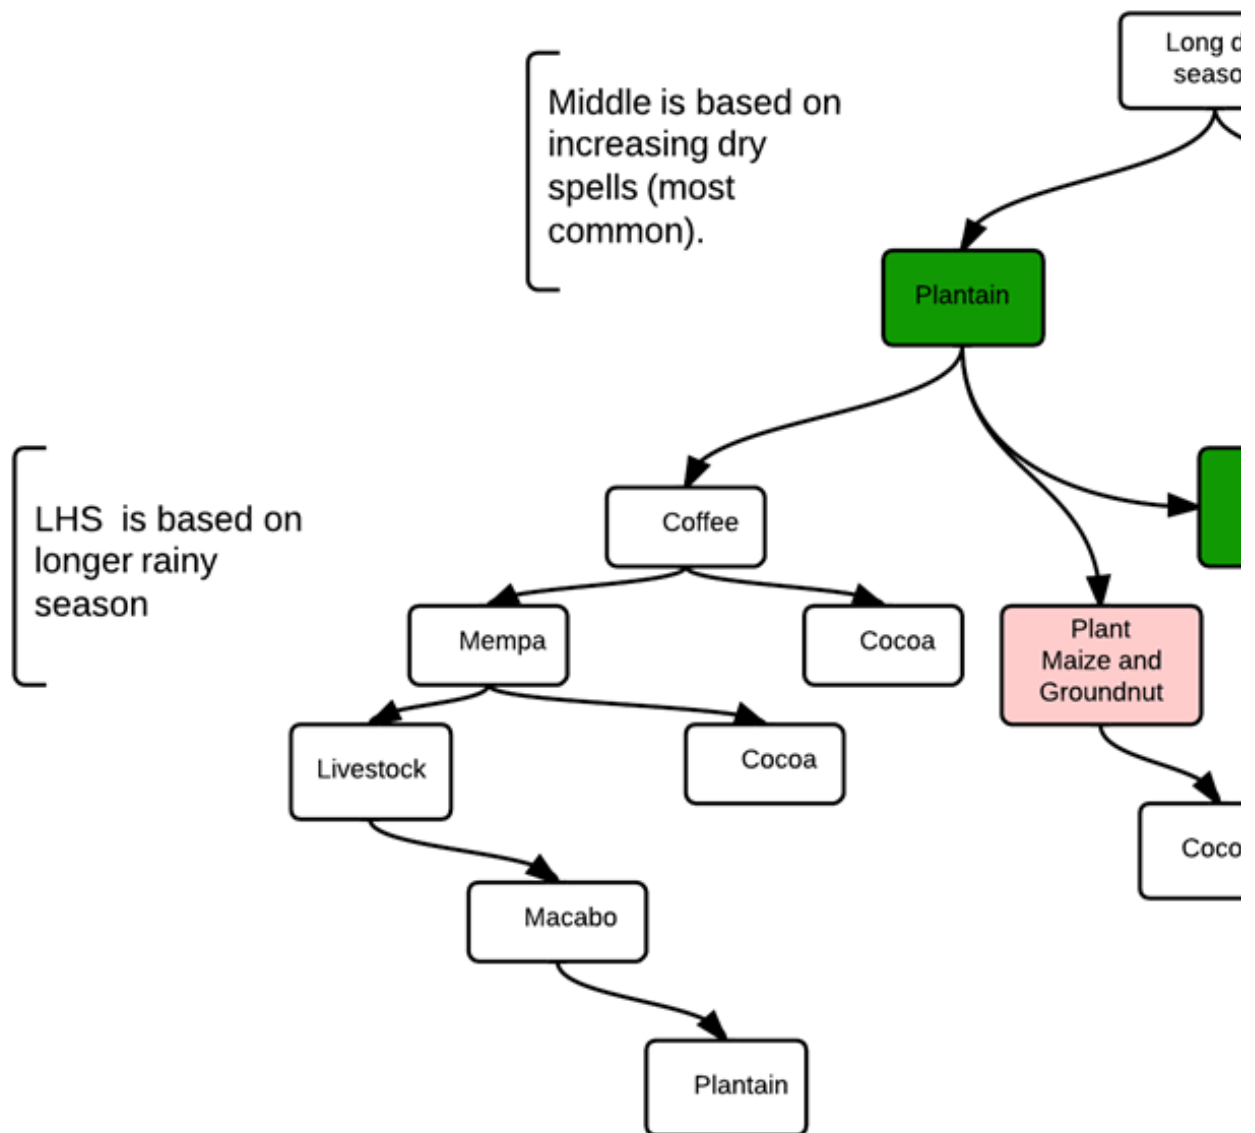 Long
Middle is based on
increasing dry
spells (most
common).
Plantain
LHS  is based on
longer rainy
season
Coffee
Mempa
Cocoa
Plant
Maize and
Groundnut
Livestock
Cocoa
Macabo
Plantain